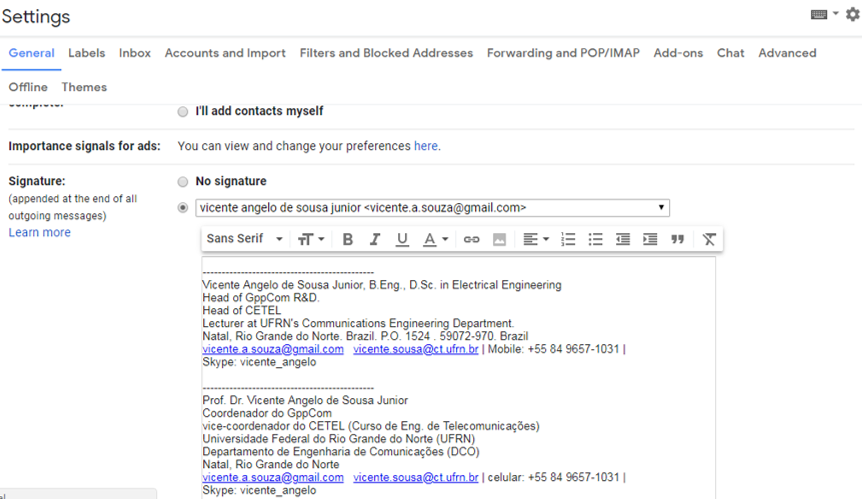 Settings
General Labels Inbox Accounts and Import Filters and Blocked Addresses Forwarding and POP/IMAP Add-ons Chat Advanced
Offline Themes
complete:
I'll add contacts myself
Importance signals for ads: You can view and change your preferences here.
Signature: No signature
(appended at the end of all
outgoing messages)
Learn more
vicente angelo de sousa junior <vicente.a.souza@gmail.com>
Sans Serif
--------------------------------------------
Vicente Angelo de Sousa Junior, B.Eng., D.Sc. in Electrical Engineering
Head of GppCom R&D.
Head of CETEL
Lecturer at UFRN's Communications Engineering Department.
Natal, Rio Grande do Norte. Brazil. P.O. 1524 . 59072-970. Brazil
vicente.a.souza@gmail.com vicente.sousa@ct.ufrn.br | Mobile: +55 84 9657-1031 |
Skype: vicente_angelo
--------------------------------------------
Prof. Dr. Vicente Angelo de Sousa Junior
Coordenador do GppCom
vice-coordenador do CETEL (Curso de Eng. de Telecomunicações)
Universidade Federal do Rio Grande do Norte (UFRN)
Departamento de Engenharia de Comunicações (DCO)
Natal, Rio Grande do Norte
vicente.a.souza@gmail.com vicente.sousa@ct.ufrn.br | celular: +55 84 9657-1031 |
Skype: vicente_angelo